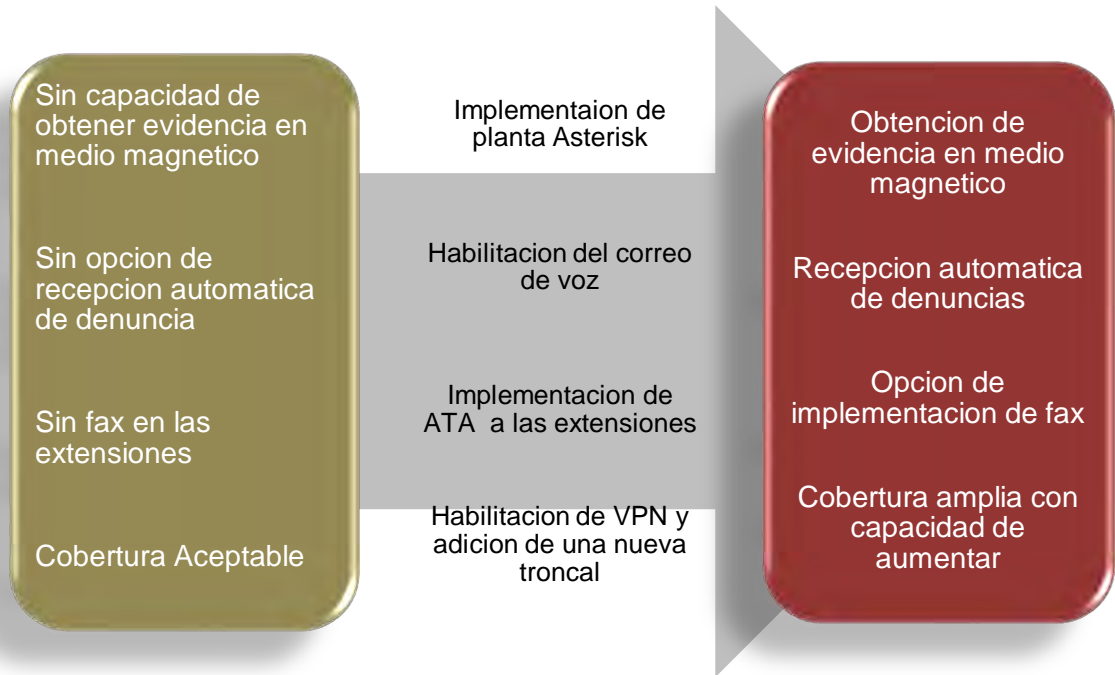 Sin capacidad de
obtener evidencia en
medio magnetico
Sin opcion de
recepcion automatica
de denuncia
Sin fax en las
extensiones
Cobertura Aceptable
Implementaion de
planta Asterisk
Habilitacion del correo
de voz
Implementacion de
ATA a las extensiones
Habilitacion de VPN y
adicion de una nueva
troncal
Obtencion de
evidencia en medio
magnetico
Recepcion automatica
de denuncias
Opcion de
implementacion de fax
Cobertura amplia con
capacidad de
aumentar